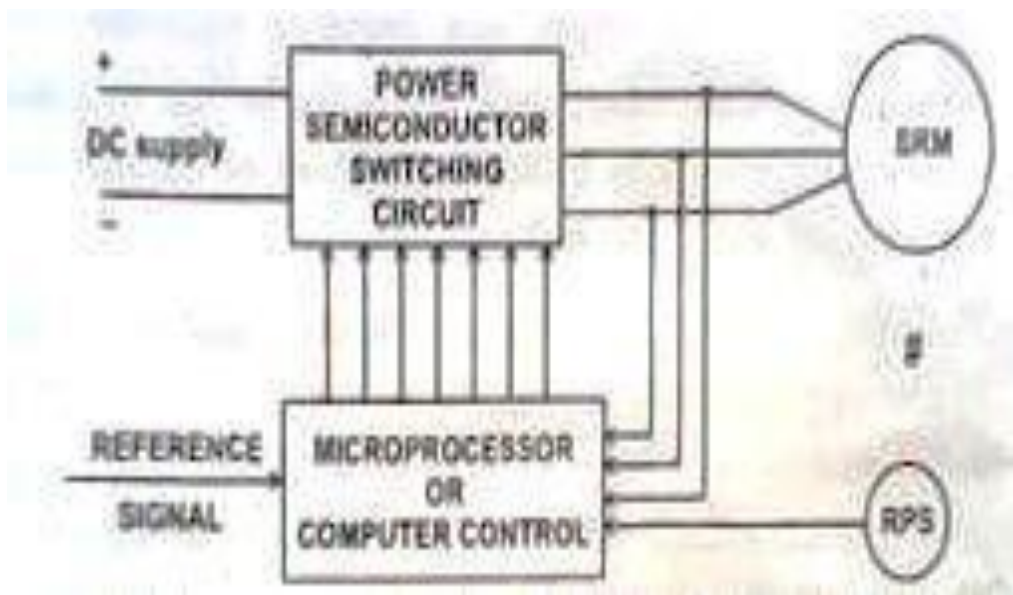 +
DC supply
−
POWER
SEMICONDUCTOR
SWITCHING
CIRCUIT
SRM
REFERENCE
SIGNAL
MICROPROCESSOR
OR
COMPUTER CONTROL
RPS